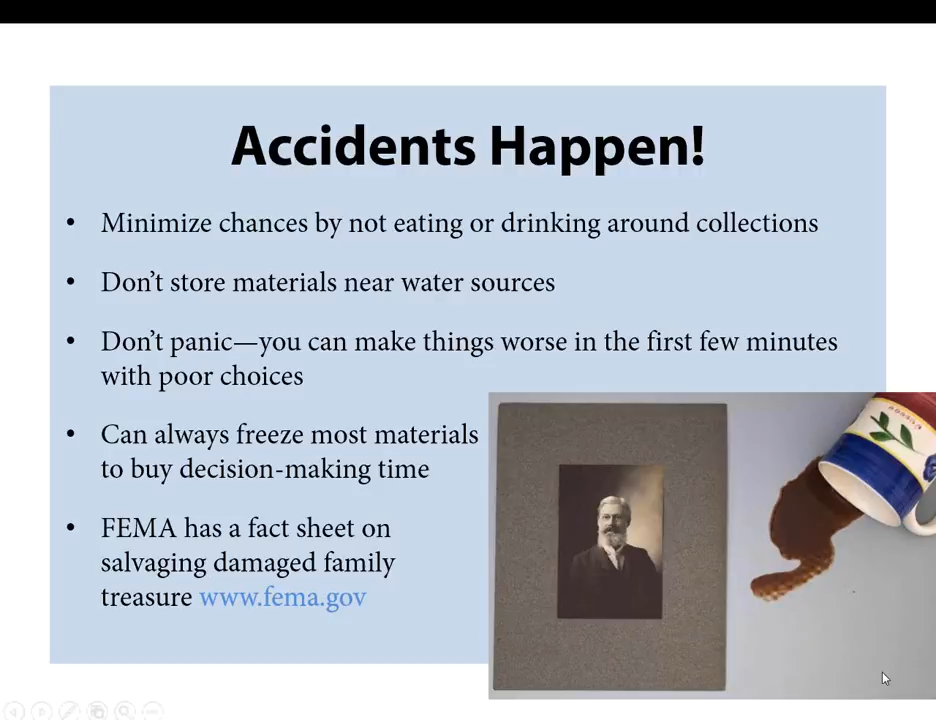 Accidents Happen!
• Minimize chances by not eating or drinking around collections
• Don’t store materials near water sources
• Don’t panic—you can make things worse in the first few minutes
with poor choices
• Can always freeze most materials
to buy decision-making time
• FEMA has a fact sheet on
salvaging damaged family
treasure www.fema.gov